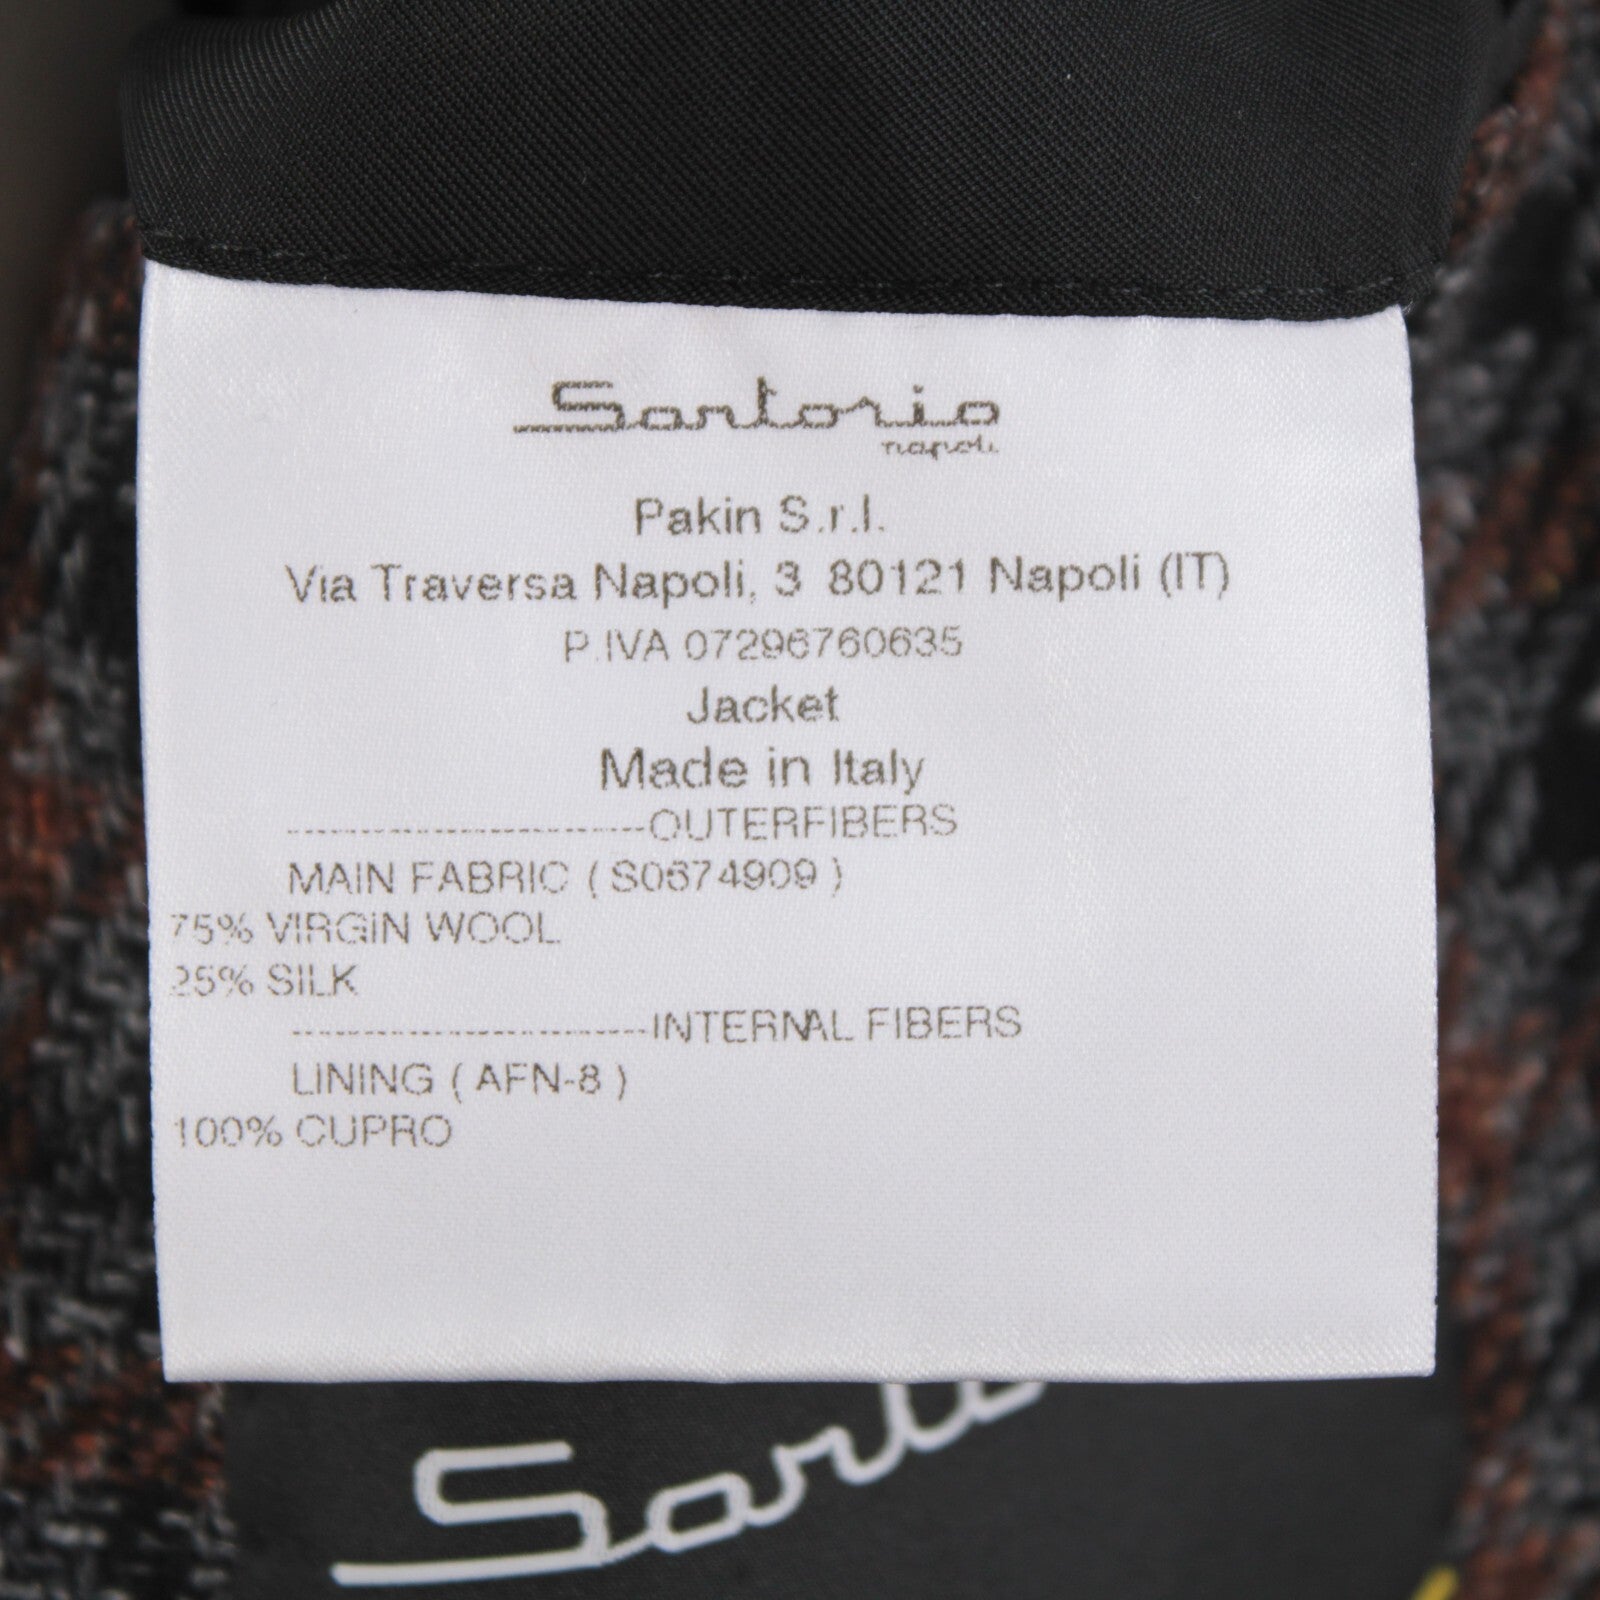 Sartorio
napoli
Pakin S.r.l.
Via Traversa Napoli, 3 80121 Napoli (IT)
P.IVA 07296760635
Jacket
Made in Italy
--------------------------OUTERFIBERS
MAIN FABRIC ( S0674909 )
75% VIRGIN WOOL
25% SILK
--------------------------INTERNAL FIBERS
LINING ( AFN-8 )
100% CUPRO